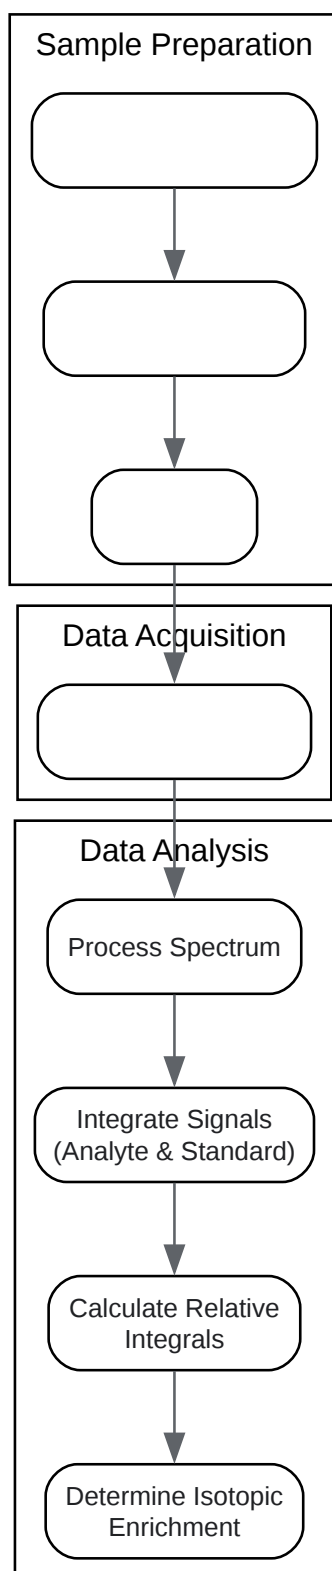 Sample Preparation
Data Acquisition
Data Analysis
Process Spectrum
Integrate Signals
(Analyte & Standard)
Calculate Relative
Integrals
Determine Isotopic
Enrichment